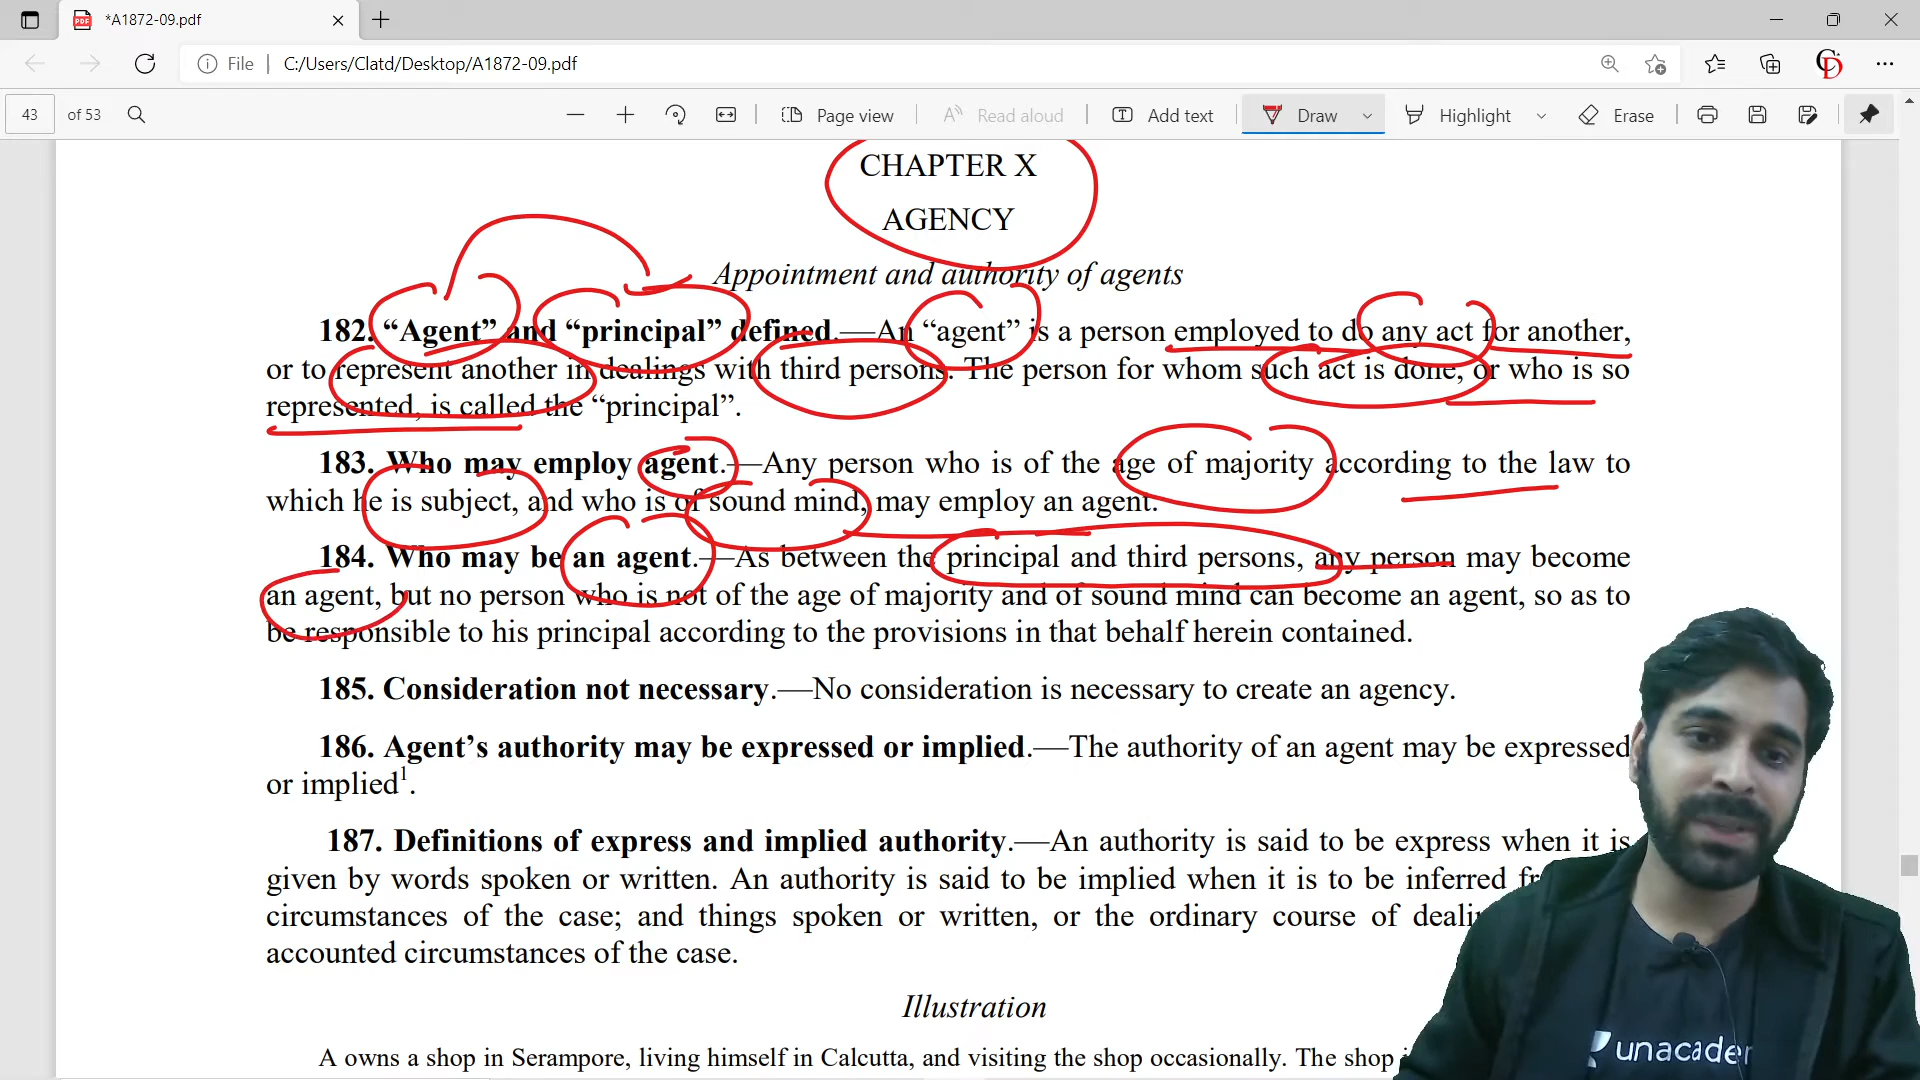 *A1872-09.pdf
File
C:/Users/Clatd/Desktop/A1872-09.pdf
43 of 53
Page view
Read aloud
Add text
Draw
Highlight
Erase
CHAPTER X
AGENCY
Appointment and authority of agents
182. “Agent” and “principal” defined.—An “agent” is a person employed to do any act for another,
or to represent another in dealings with third persons. The person for whom such act is done, or who is so
represented, is called the “principal”.
183. Who may employ agent.—Any person who is of the age of majority according to the law to
which he is subject, and who is of sound mind, may employ an agent.
184. Who may be an agent.—As between the principal and third persons, any person may become
an agent, but no person who is not of the age of majority and of sound mind can become an agent, so as to
be responsible to his principal according to the provisions in that behalf herein contained.
185. Consideration not necessary.—No consideration is necessary to create an agency.
186. Agent’s authority may be expressed or implied.—The authority of an agent may be expressed
or implied1.
187. Definitions of express and implied authority.—An authority is said to be express when it is
given by words spoken or written. An authority is said to be implied when it is to be inferred
circumstances of the case; and things spoken or written, or the ordinary course of
accounted circumstances of the case.
Illustration
A owns a shop in Serampore, living himself in Calcutta, and visiting the shop occasionally. The shop